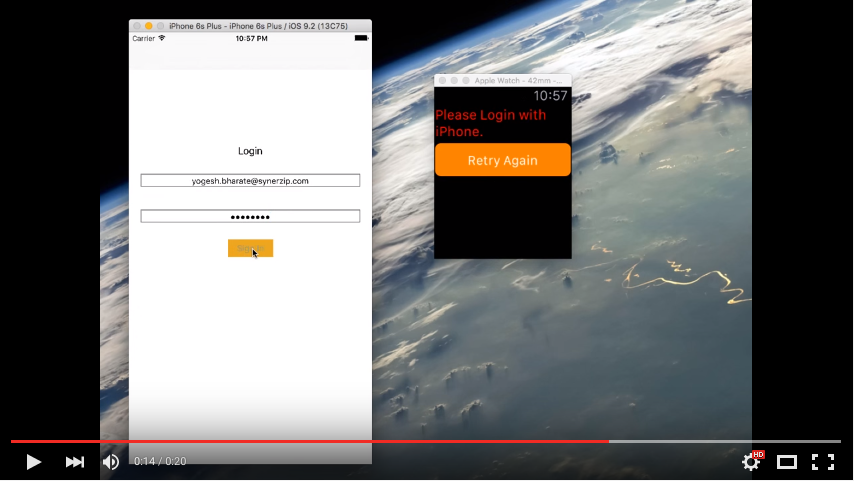 iPhone 6s Plus - iPhone 6s Plus / iOS 9.2 (13C75)
Carrier
10:57 PM
Login
yogesh.bharate@synerzip.com
Apple Watch - 42mm -...
10:57
Please Login with
iPhone.
Retry Again
0:14 / 0:20
HD